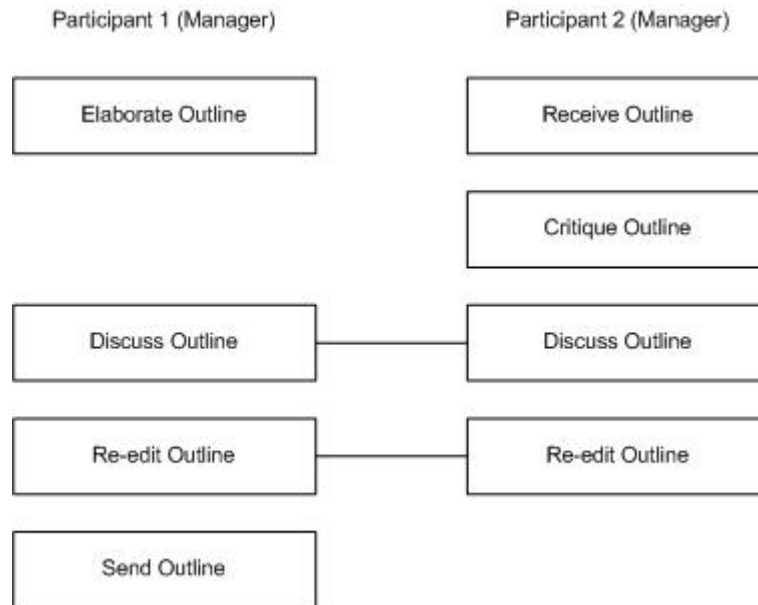 Participant 1 (Manager)
Participant 2 (Manager)
Elaborate Outline
Receive Outline
Critique Outline
Discuss Outline
Discuss Outline
Re-edit Outline
Re-edit Outline
Send Outline